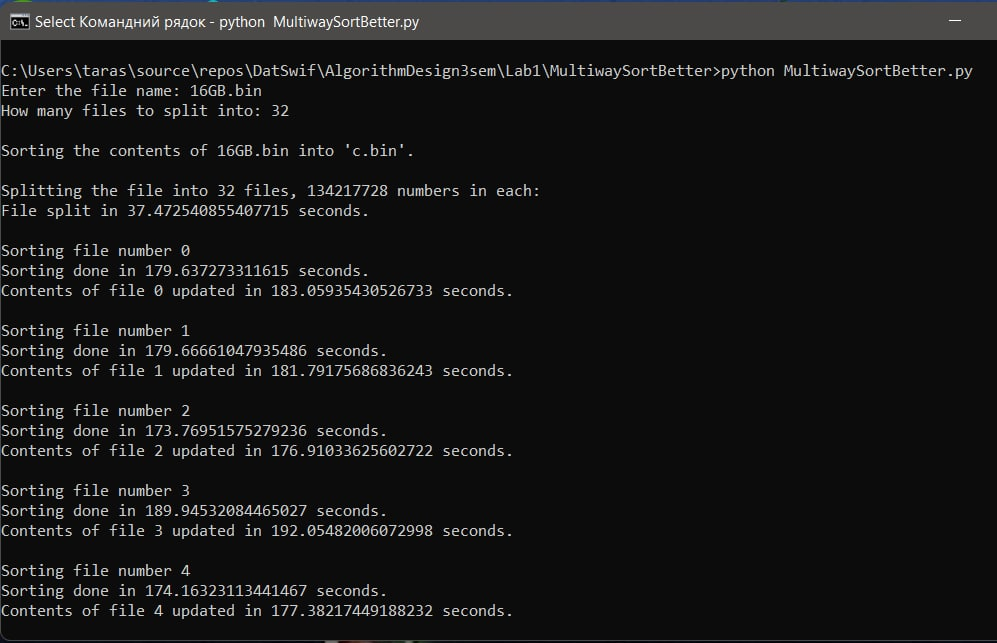 Select Командний рядок - python  MultiwaySortBetter.py
C:\Users\taras\source\repos\DatSwif\AlgorithmDesign3sem\Lab1\MultiwaySortBetter>python MultiwaySortBetter.py
Enter the file name: 16GB.bin
How many files to split into: 32
Sorting the contents of 16GB.bin into 'c.bin'.
Splitting the file into 32 files, 134217728 numbers in each:
File split in 37.472540855407715 seconds.
Sorting file number 0
Sorting done in 179.637273311615 seconds.
Contents of file 0 updated in 183.05935430526733 seconds.
Sorting file number 1
Sorting done in 179.66661047935486 seconds.
Contents of file 1 updated in 181.79175686836243 seconds.
Sorting file number 2
Sorting done in 173.76951575279236 seconds.
Contents of file 2 updated in 176.91033625602722 seconds.
Sorting file number 3
Sorting done in 189.94532084465027 seconds.
Contents of file 3 updated in 192.05482006072998 seconds.
Sorting file number 4
Sorting done in 174.16323113441467 seconds.
Contents of file 4 updated in 177.38217449188232 seconds.